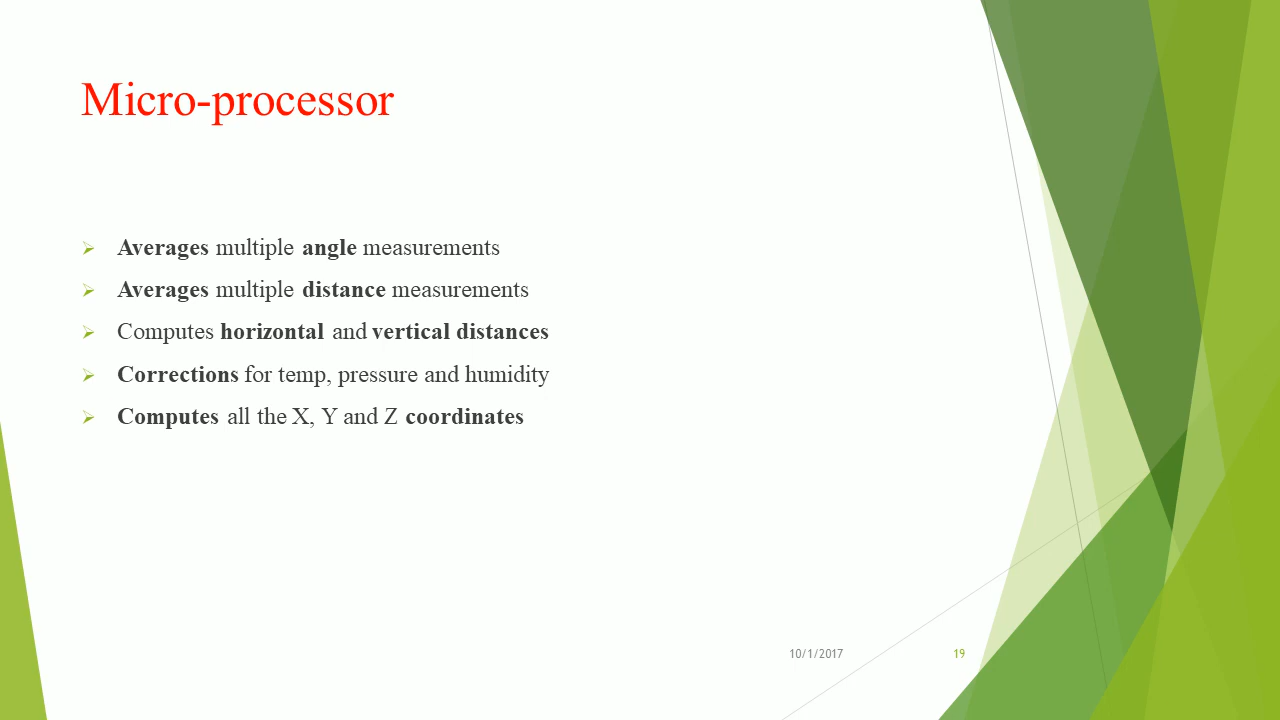 Micro-processor
Averages multiple angle measurements
Averages multiple distance measurements
Computes horizontal and vertical distances
Corrections for temp, pressure and humidity
Computes all the X, Y and Z coordinates
10/1/2017
19